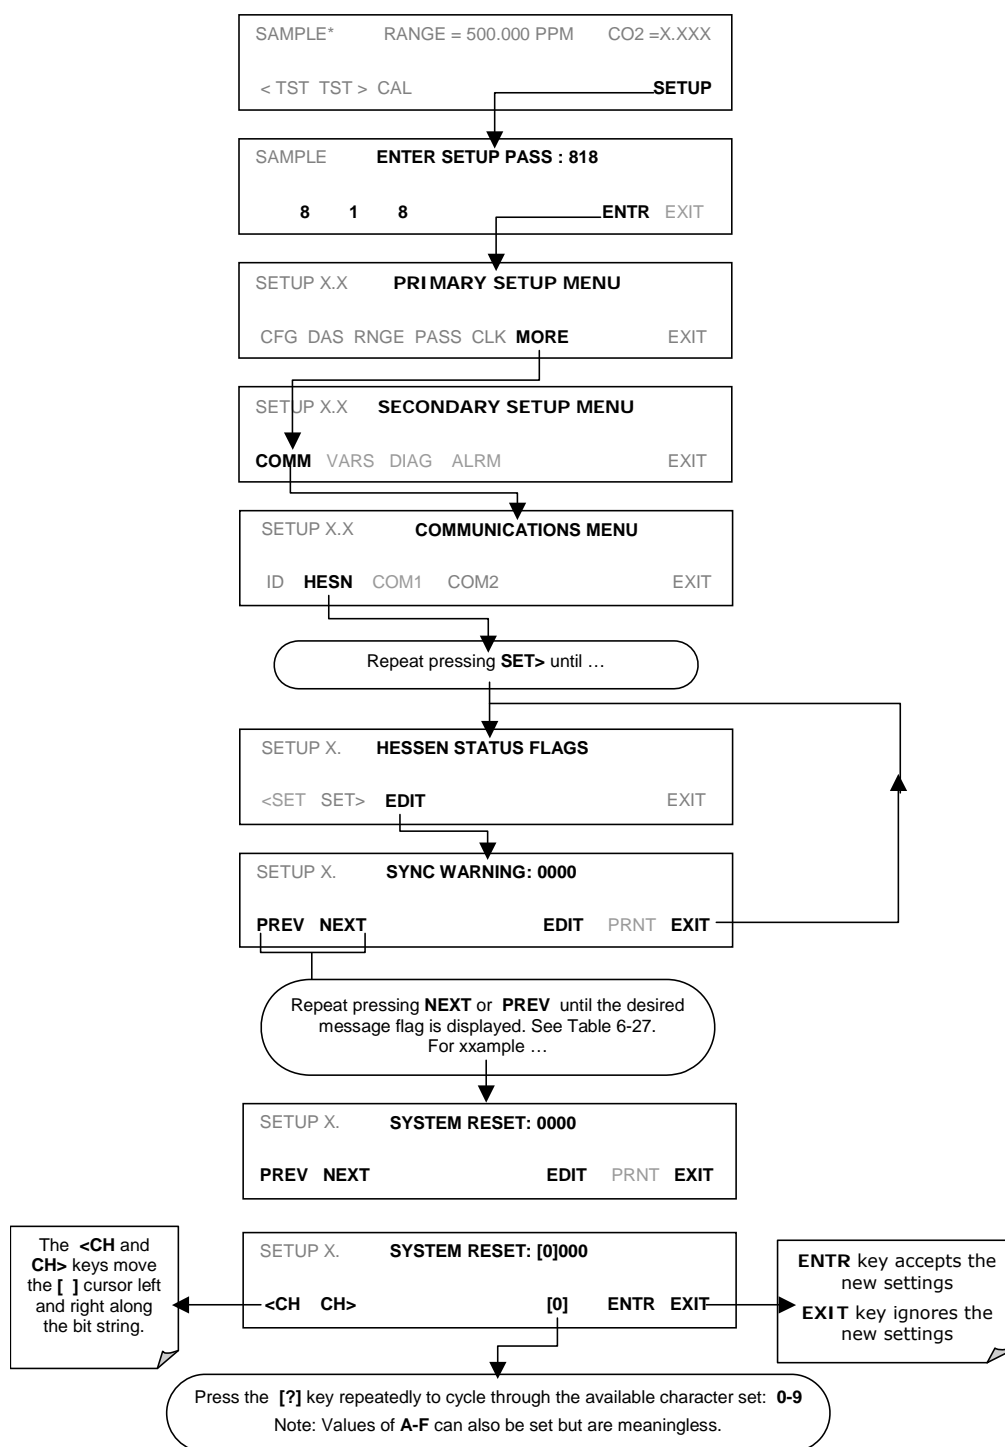 SAMPLE* RANGE = 500.000 PPM CO2 =X.XXX
< TST TST > CAL SETUP
SAMPLE ENTER SETUP PASS : 818
8 1 8 ENTR EXIT
SETUP X.X PRIMARY SETUP MENU
CFG DAS RNGE PASS CLK MORE EXIT
SETUP X.X SECONDARY SETUP MENU
COMM VARS DIAG ALRM EXIT
SETUP X.X COMMUNICATIONS MENU
ID HESN COM1 COM2 EXIT
Repeat pressing SET> until …
SETUP X. HESSEN STATUS FLAGS
<SET SET> EDIT EXIT
SETUP X. SYNC WARNING: 0000
PREV NEXT EDIT PRNT EXIT
Repeat pressing NEXT or PREV until the desired
message flag is displayed. See Table 6-27.
For xxample …
SETUP X. SYSTEM RESET: 0000
PREV NEXT EDIT PRNT EXIT
The <CH and
CH> keys move
the [ ] cursor left
and right along
the bit string.
SETUP X. SYSTEM RESET: [0]000
<CH CH> [0] ENTR EXIT
ENTR key accepts the
new settings
EXIT key ignores the
new settings
Press the [?] key repeatedly to cycle through the available character set: 0-9
Note: Values of A-F can also be set but are meaningless.